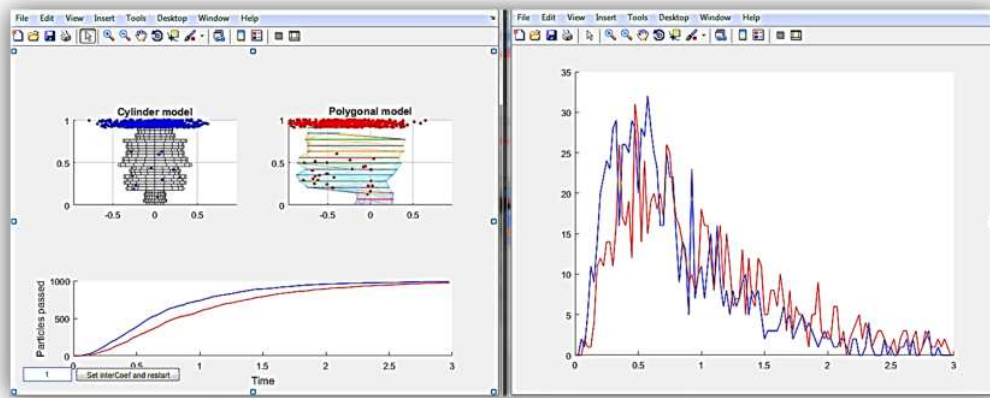 File Edit View Insert Tools Desktop Window Help
Cylinder model
1
0.5
0
-0.5 0 0.5
Polygonal model
1
0.5
0
-0.5 0 0.5
Particles passed
1000
500
0
0 0.5 1 1.5 2 2.5 3
Time
1 Set interCoef and restart
File Edit View Insert Tools Desktop Window Help
35
30
25
20
15
10
5
0
0 0.5 1 1.5 2 2.5 3